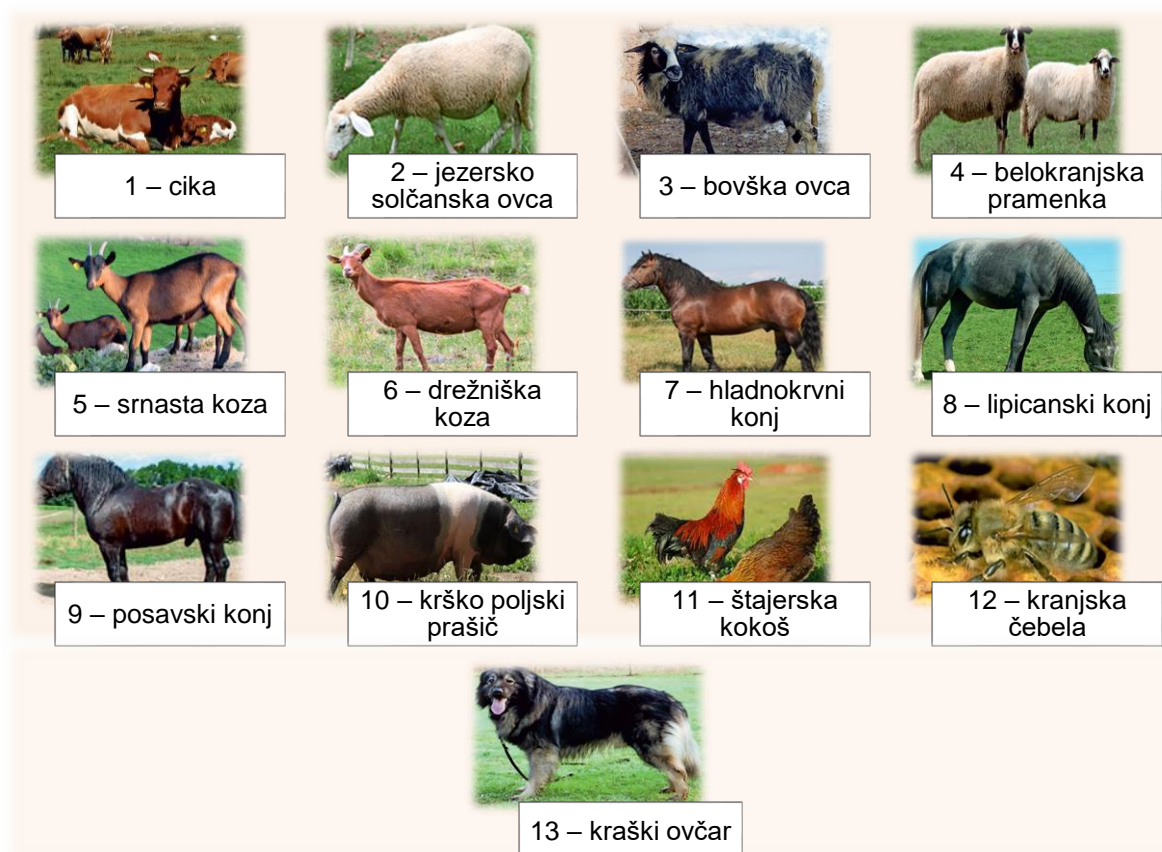 1 – cika
2 – jezersko
solčanska ovca
3 – bovška ovca
4 – belokranjska
pramenka
5 – srnasta koza
6 – drežniška
koza
7 – hladnokrvni
konj
8 – lipicanski konj
9 – posavski konj
10 – krško poljski
prašič
11 – štajerska
kokoš
12 – kranjska
čebela
13 – kraški ovčar